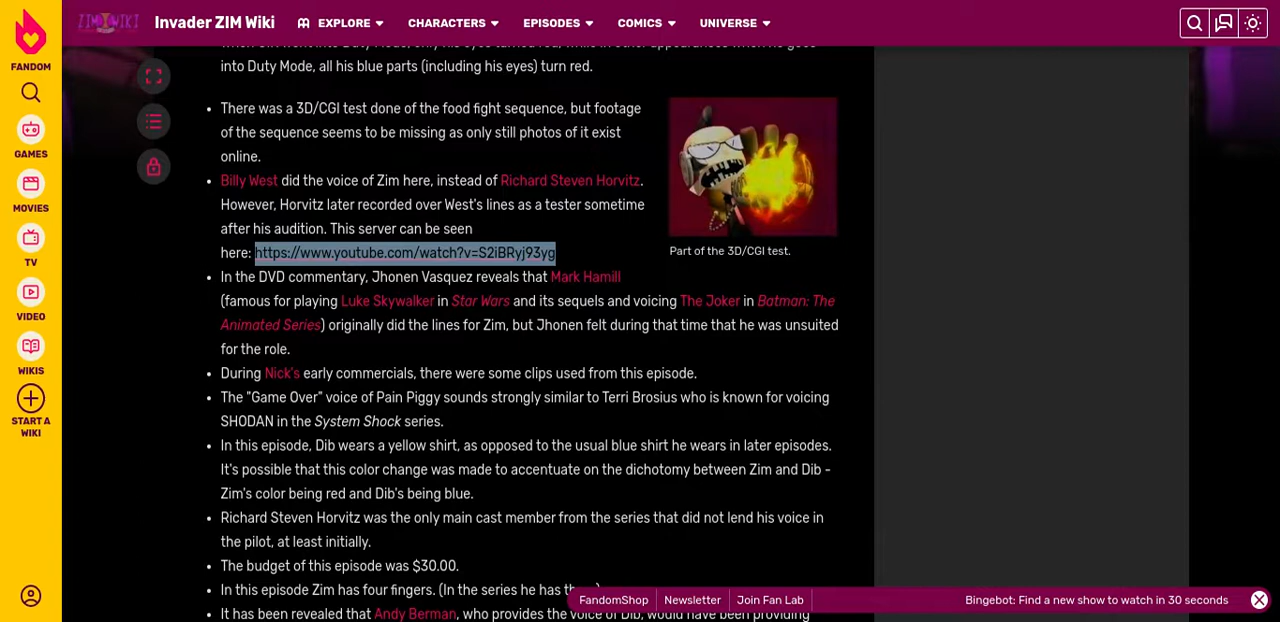 Invader ZIM Wiki
EXPLORE
CHARACTERS
EPISODES
COMICS
UNIVERSE
FANDOM
GAMES
MOVIES
TV
VIDEO
WIKIS
START A
WIKI
into Duty Mode, all his blue parts (including his eyes) turn red.
There was a 3D/CGI test done of the food fight sequence, but footage
of the sequence seems to be missing as only still photos of it exist
online.
Billy West did the voice of Zim here, instead of Richard Steven Horvitz.
However, Horvitz later recorded over West's lines as a tester sometime
after his audition. This server can be seen
here: https://www.youtube.com/watch?v=S2iBRyj93yg
Part of the 3D/CGI test.
In the DVD commentary, Jhonen Vasquez reveals that Mark Hamill
(famous for playing Luke Skywalker in Star Wars and its sequels and voicing The Joker in Batman: The
Animated Series) originally did the lines for Zim, but Jhonen felt during that time that he was unsuited
for the role.
During Nick's early commercials, there were some clips used from this episode.
The "Game Over" voice of Pain Piggy sounds strongly similar to Terri Brosius who is known for voicing
SHODAN in the System Shock series.
In this episode, Dib wears a yellow shirt, as opposed to the usual blue shirt he wears in later episodes.
It's possible that this color change was made to accentuate on the dichotomy between Zim and Dib -
Zim's color being red and Dib's being blue.
Richard Steven Horvitz was the only main cast member from the series that did not lend his voice in
the pilot, at least initially.
The budget of this episode was $30.00.
In this episode Zim has four fingers. (In the series he has
It has been revealed that Andy Berman, who provides the voice of Dib, would have been providing
FandomShop
Newsletter
Join Fan Lab
Bingebot: Find a new show to watch in 30 seconds